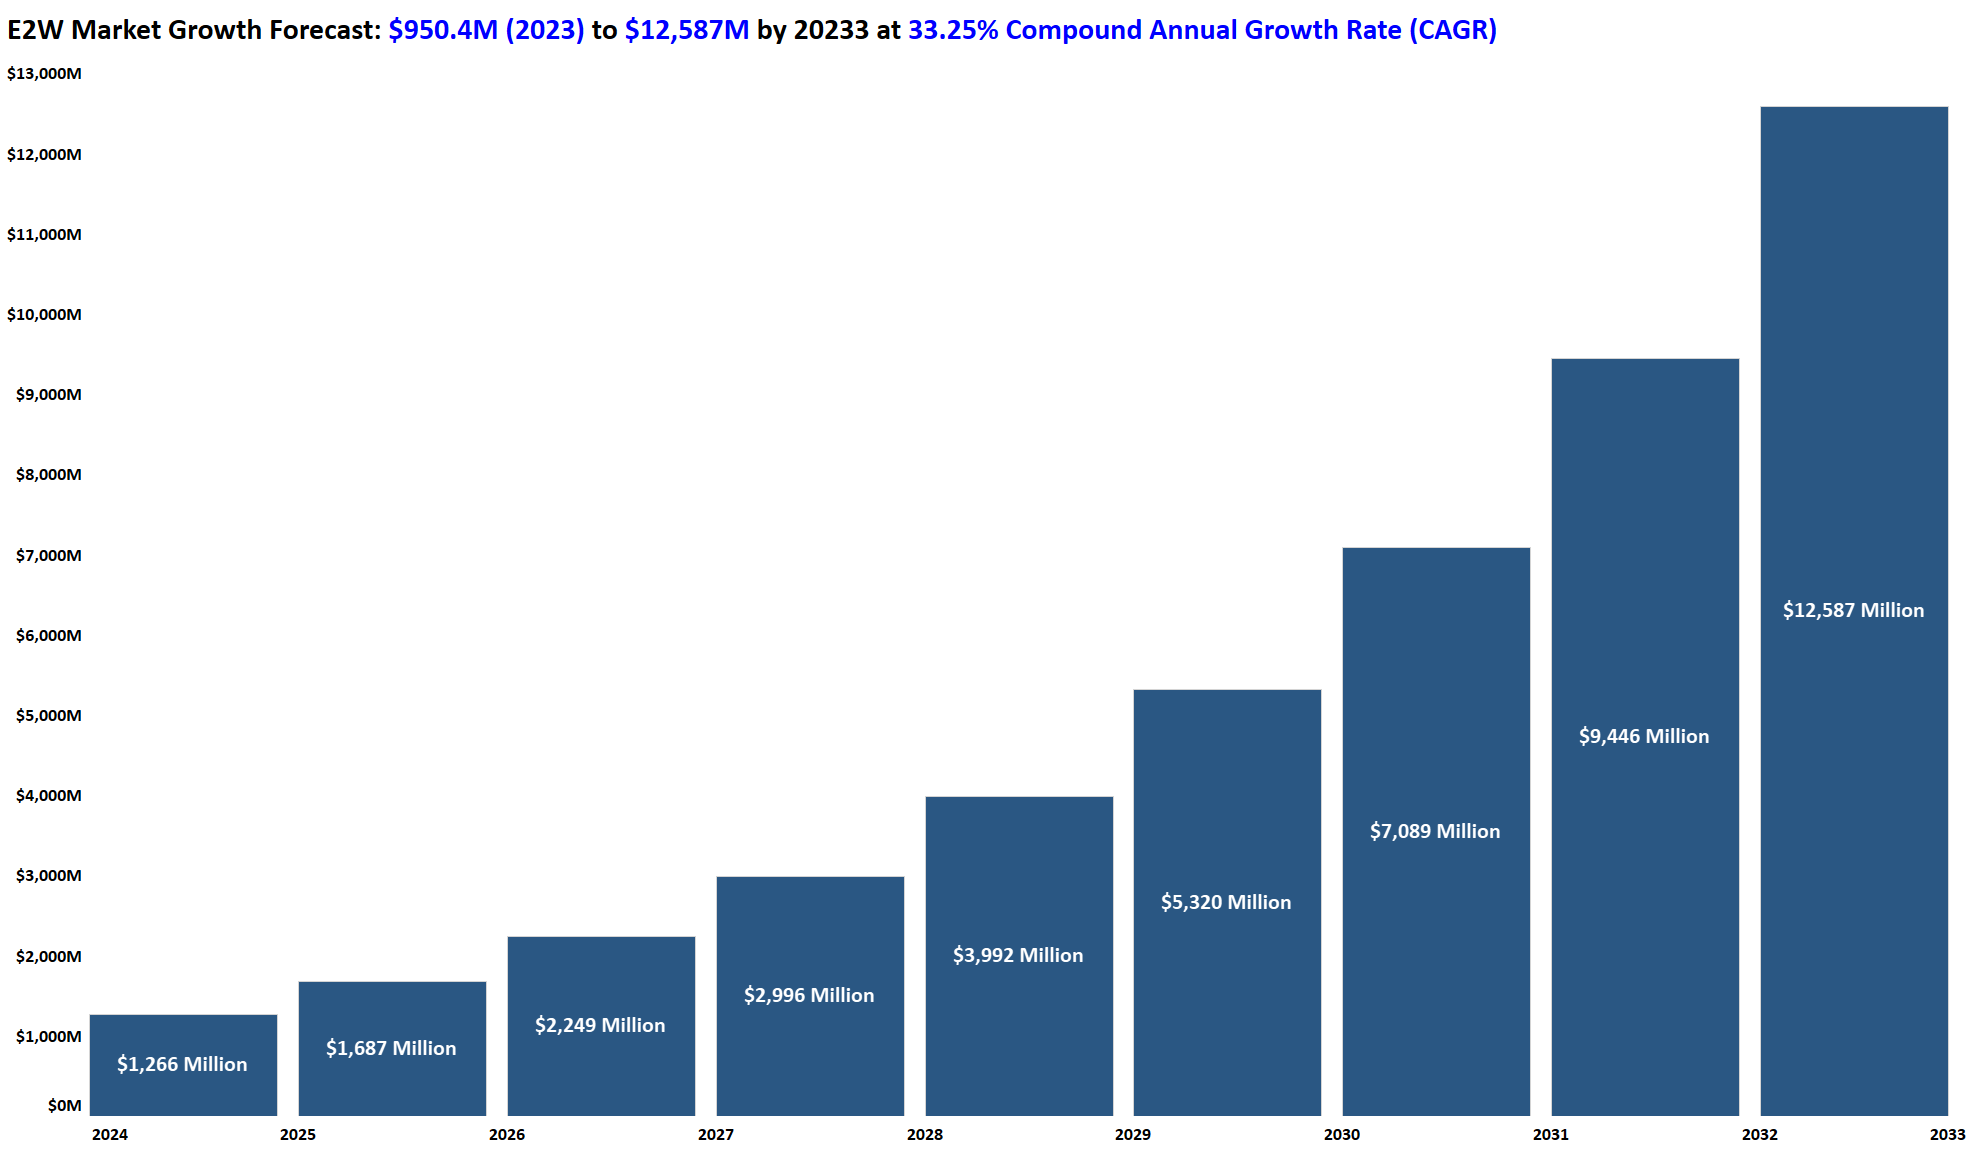 E2W Market Growth Forecast: $950.4M (2023) to $12,587M by 20233 at 33.25% Compound Annual Growth Rate (CAGR)
$13,000M
$12,000M
$11,000M
$10,000M
$9,000M
$8,000M
$7,000M
$6,000M
$5,000M
$4,000M
$3,000M
$2,000M
$1,000M
$0M
$1,266 Million
$1,687 Million
$2,249 Million
$2,996 Million
$3,992 Million
$5,320 Million
$7,089 Million
$9,446 Million
$12,587 Million
2024 2025 2026 2027 2028 2029 2030 2031 2032 2033